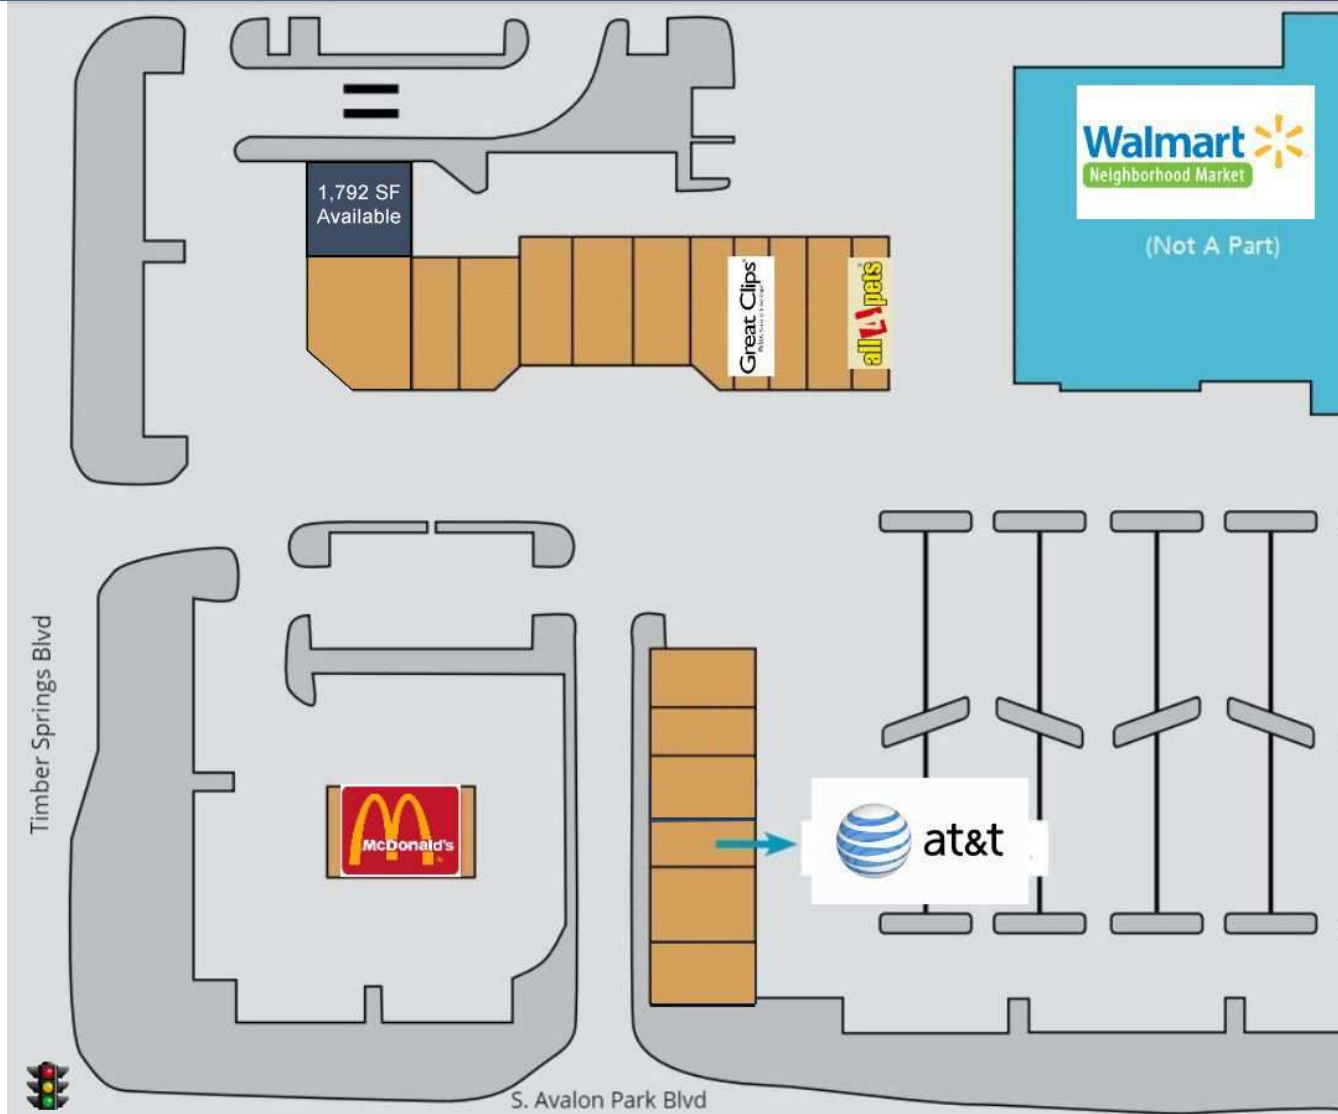 Walmart
Neighborhood Market
(Not A Part)
1,792 SF
Available
Great Clips
all 4 pets
Timber Springs Blvd
McDonald's
at&t
S. Avalon Park Blvd